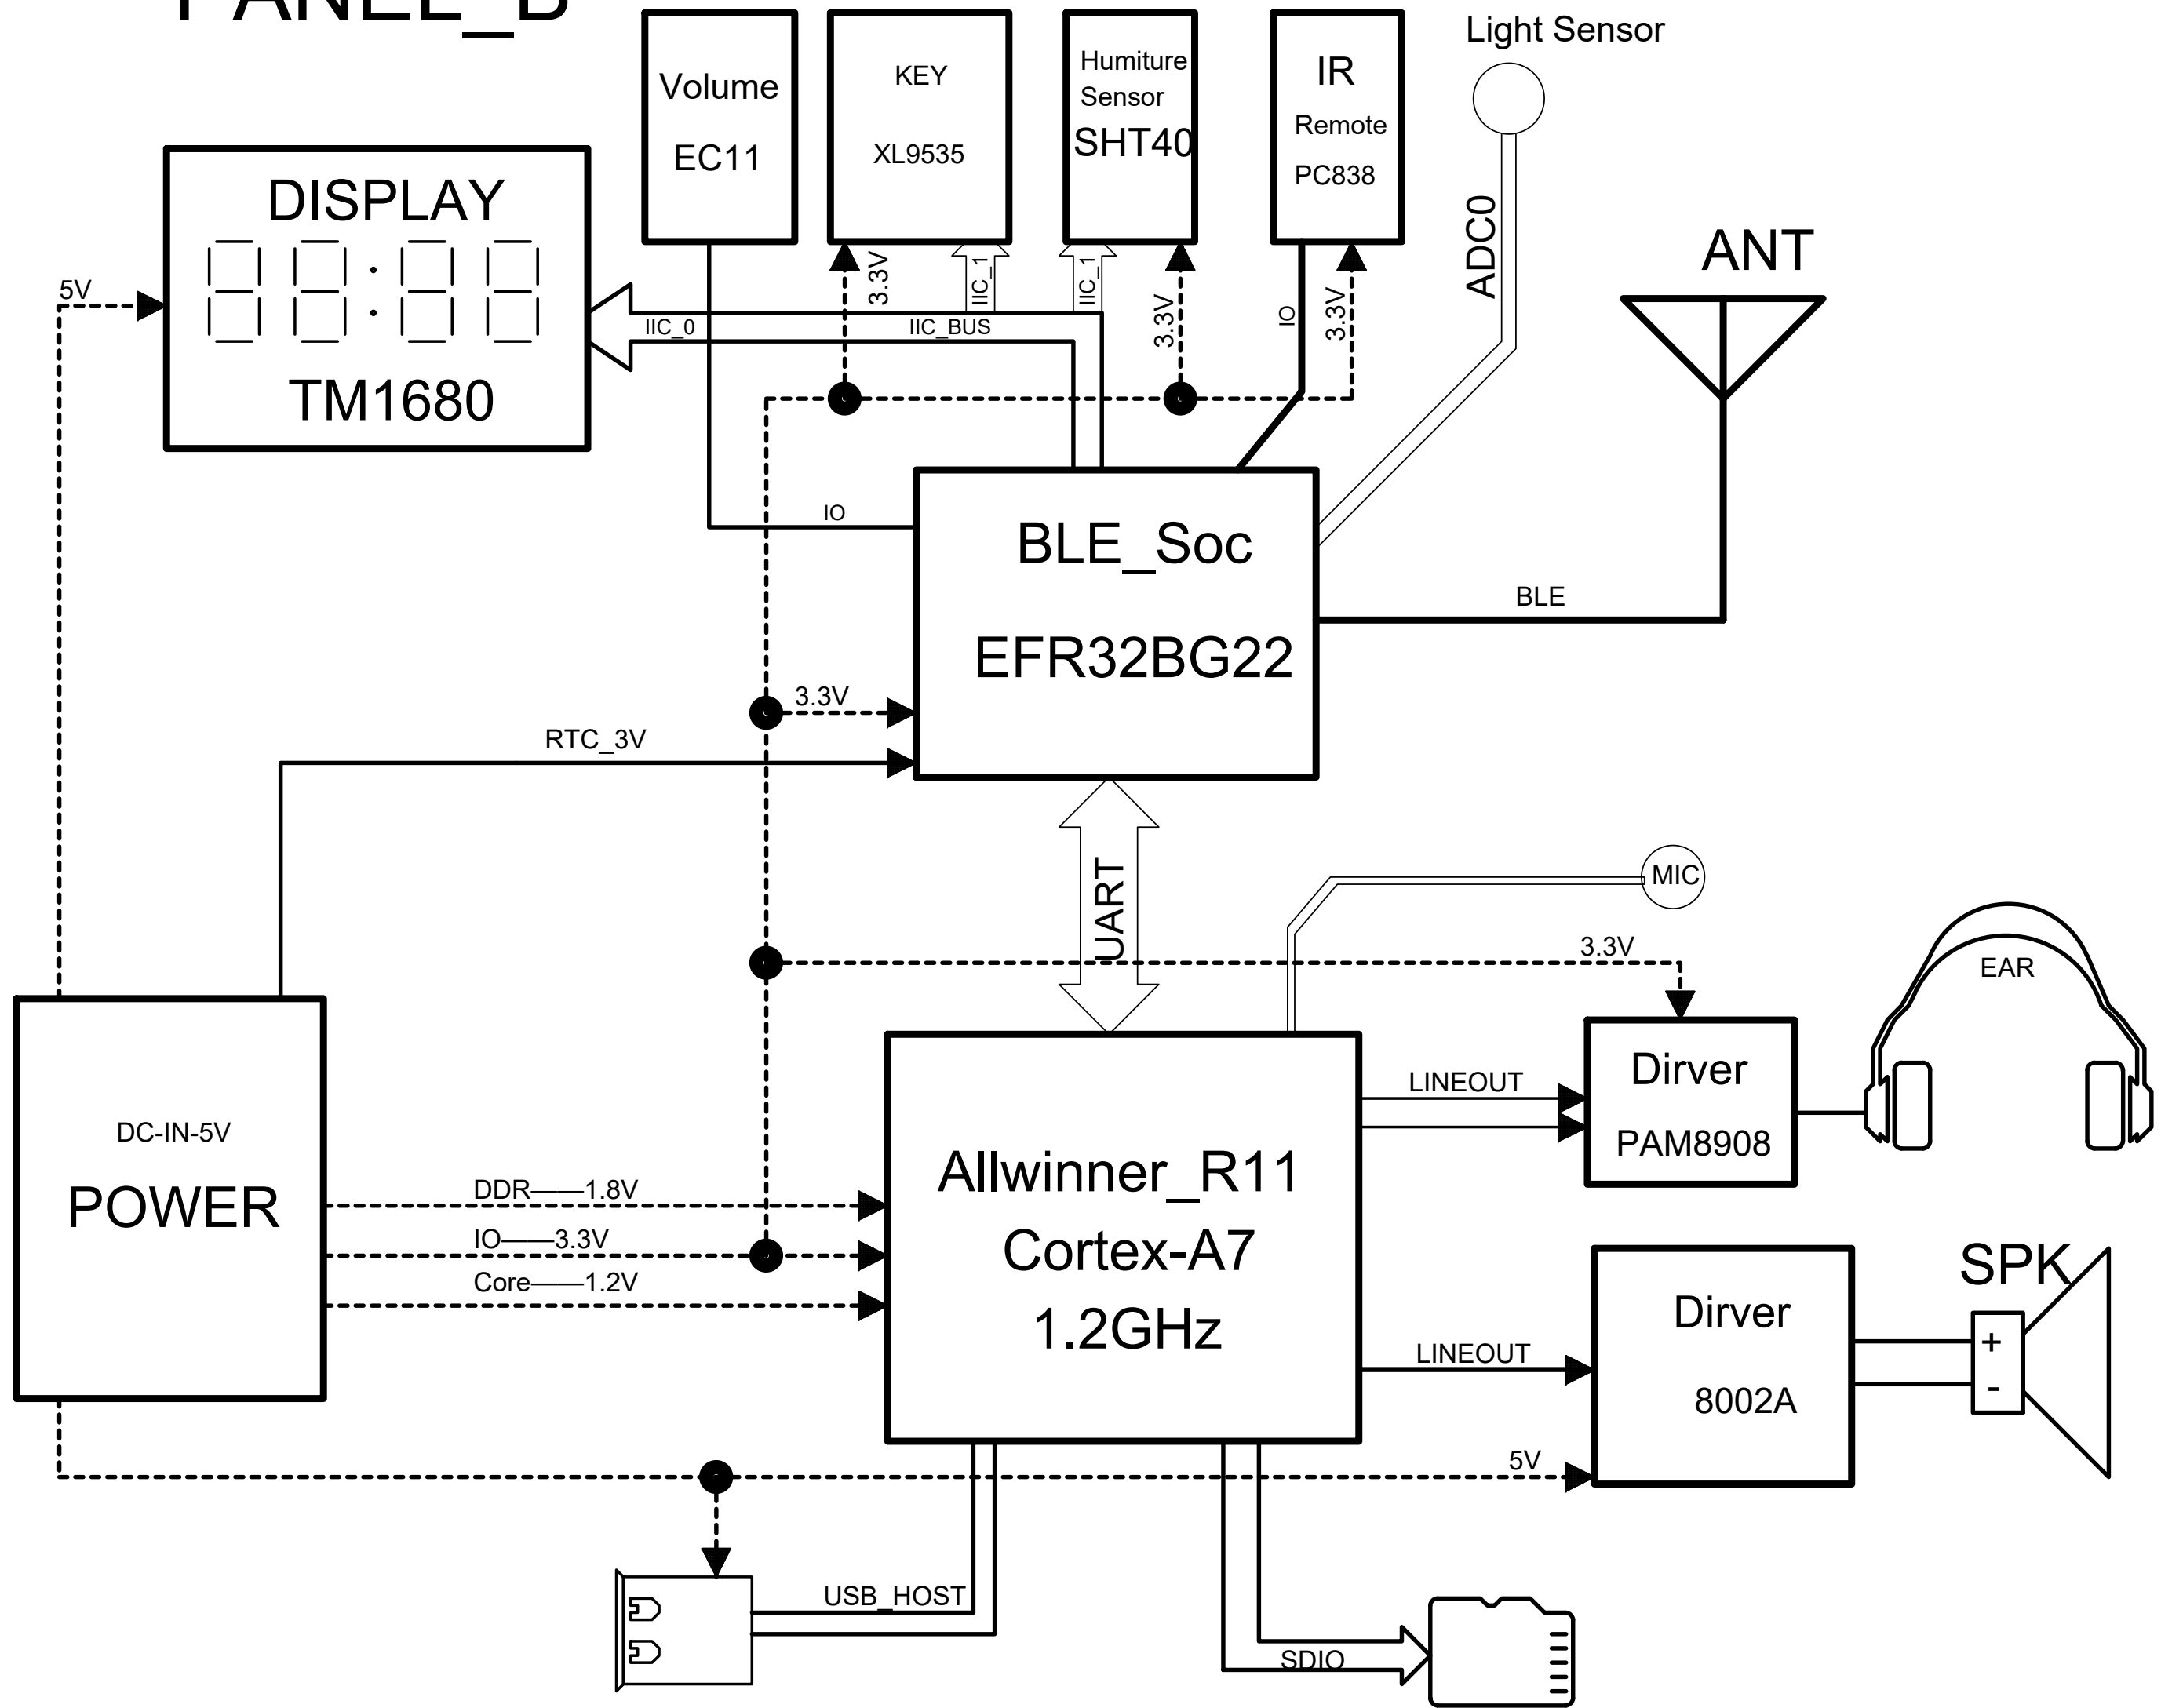 PANEL_B
Light Sensor
Volume
EC11
KEY
XL9535
Humiture
Sensor
SHT40
IR
Remote
PC838
DISPLAY
TM1680
5V
3.3V
IIC_1
IIC_1
3.3V
IO
3.3V
ADC0
ANT
IIC_0
IIC_BUS
IO
BLE_Soc
EFR32BG22
BLE
3.3V
RTC_3V
UART
MIC
3.3V
EAR
DC-IN-5V
POWER
DDR——1.8V
IO——3.3V
Core——1.2V
Allwinner_R11
Cortex-A7
1.2GHz
LINEOUT
Dirver
PAM8908
LINEOUT
Dirver
8002A
SPK
+
-
5V
USB_HOST
SDIO